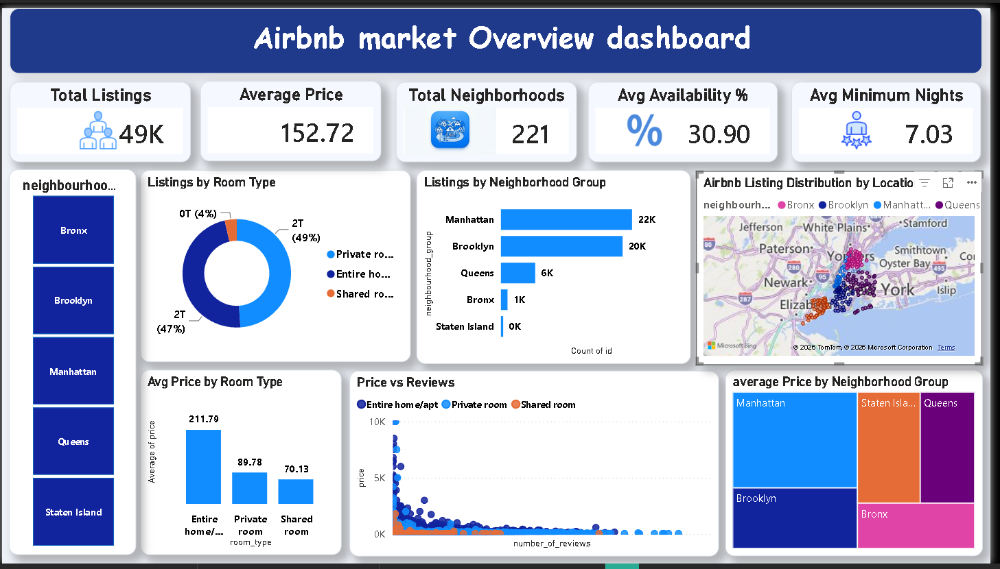 Airbnb market Overview dashboard
Total Listings
49K
Average Price
152.72
Total Neighborhoods
221
Avg Availability %
%
30.90
Avg Minimum Nights
7.03
neighbourhoo...
Bronx
Brooklyn
Manhattan
Queens
Staten Island
Listings by Room Type
0T (4%)
2T
(49%)
2T
(47%)
Private ro...
Entire ho...
Shared ro...
Listings by Neighborhood Group
neighbourhood_group
Manhattan 22K
Brooklyn 20K
Queens 6K
Bronx 1K
Staten Island 0K
Count of id
Airbnb Listing Distribution by Locatio
neighbourh... Bronx Brooklyn Manhatt... Queens
Jefferson
White Plains
Stamford
80
Paterson
Smithtown
Oyster Bay
495
280
95
Newark
York
Islip
287
Microsoft Bing
© 2026 TomTom, © 2026 Microsoft Corporation Terms
Avg Price by Room Type
Average of price
211.79
89.78
70.13
Entire
home/...
Private
room
Shared
room
room_type
Price vs Reviews
Entire home/apt Private room Shared room
price
10K
5K
0K
number_of_reviews
average Price by Neighborhood Group
Manhattan
Staten Isla...
Queens
Brooklyn
Bronx